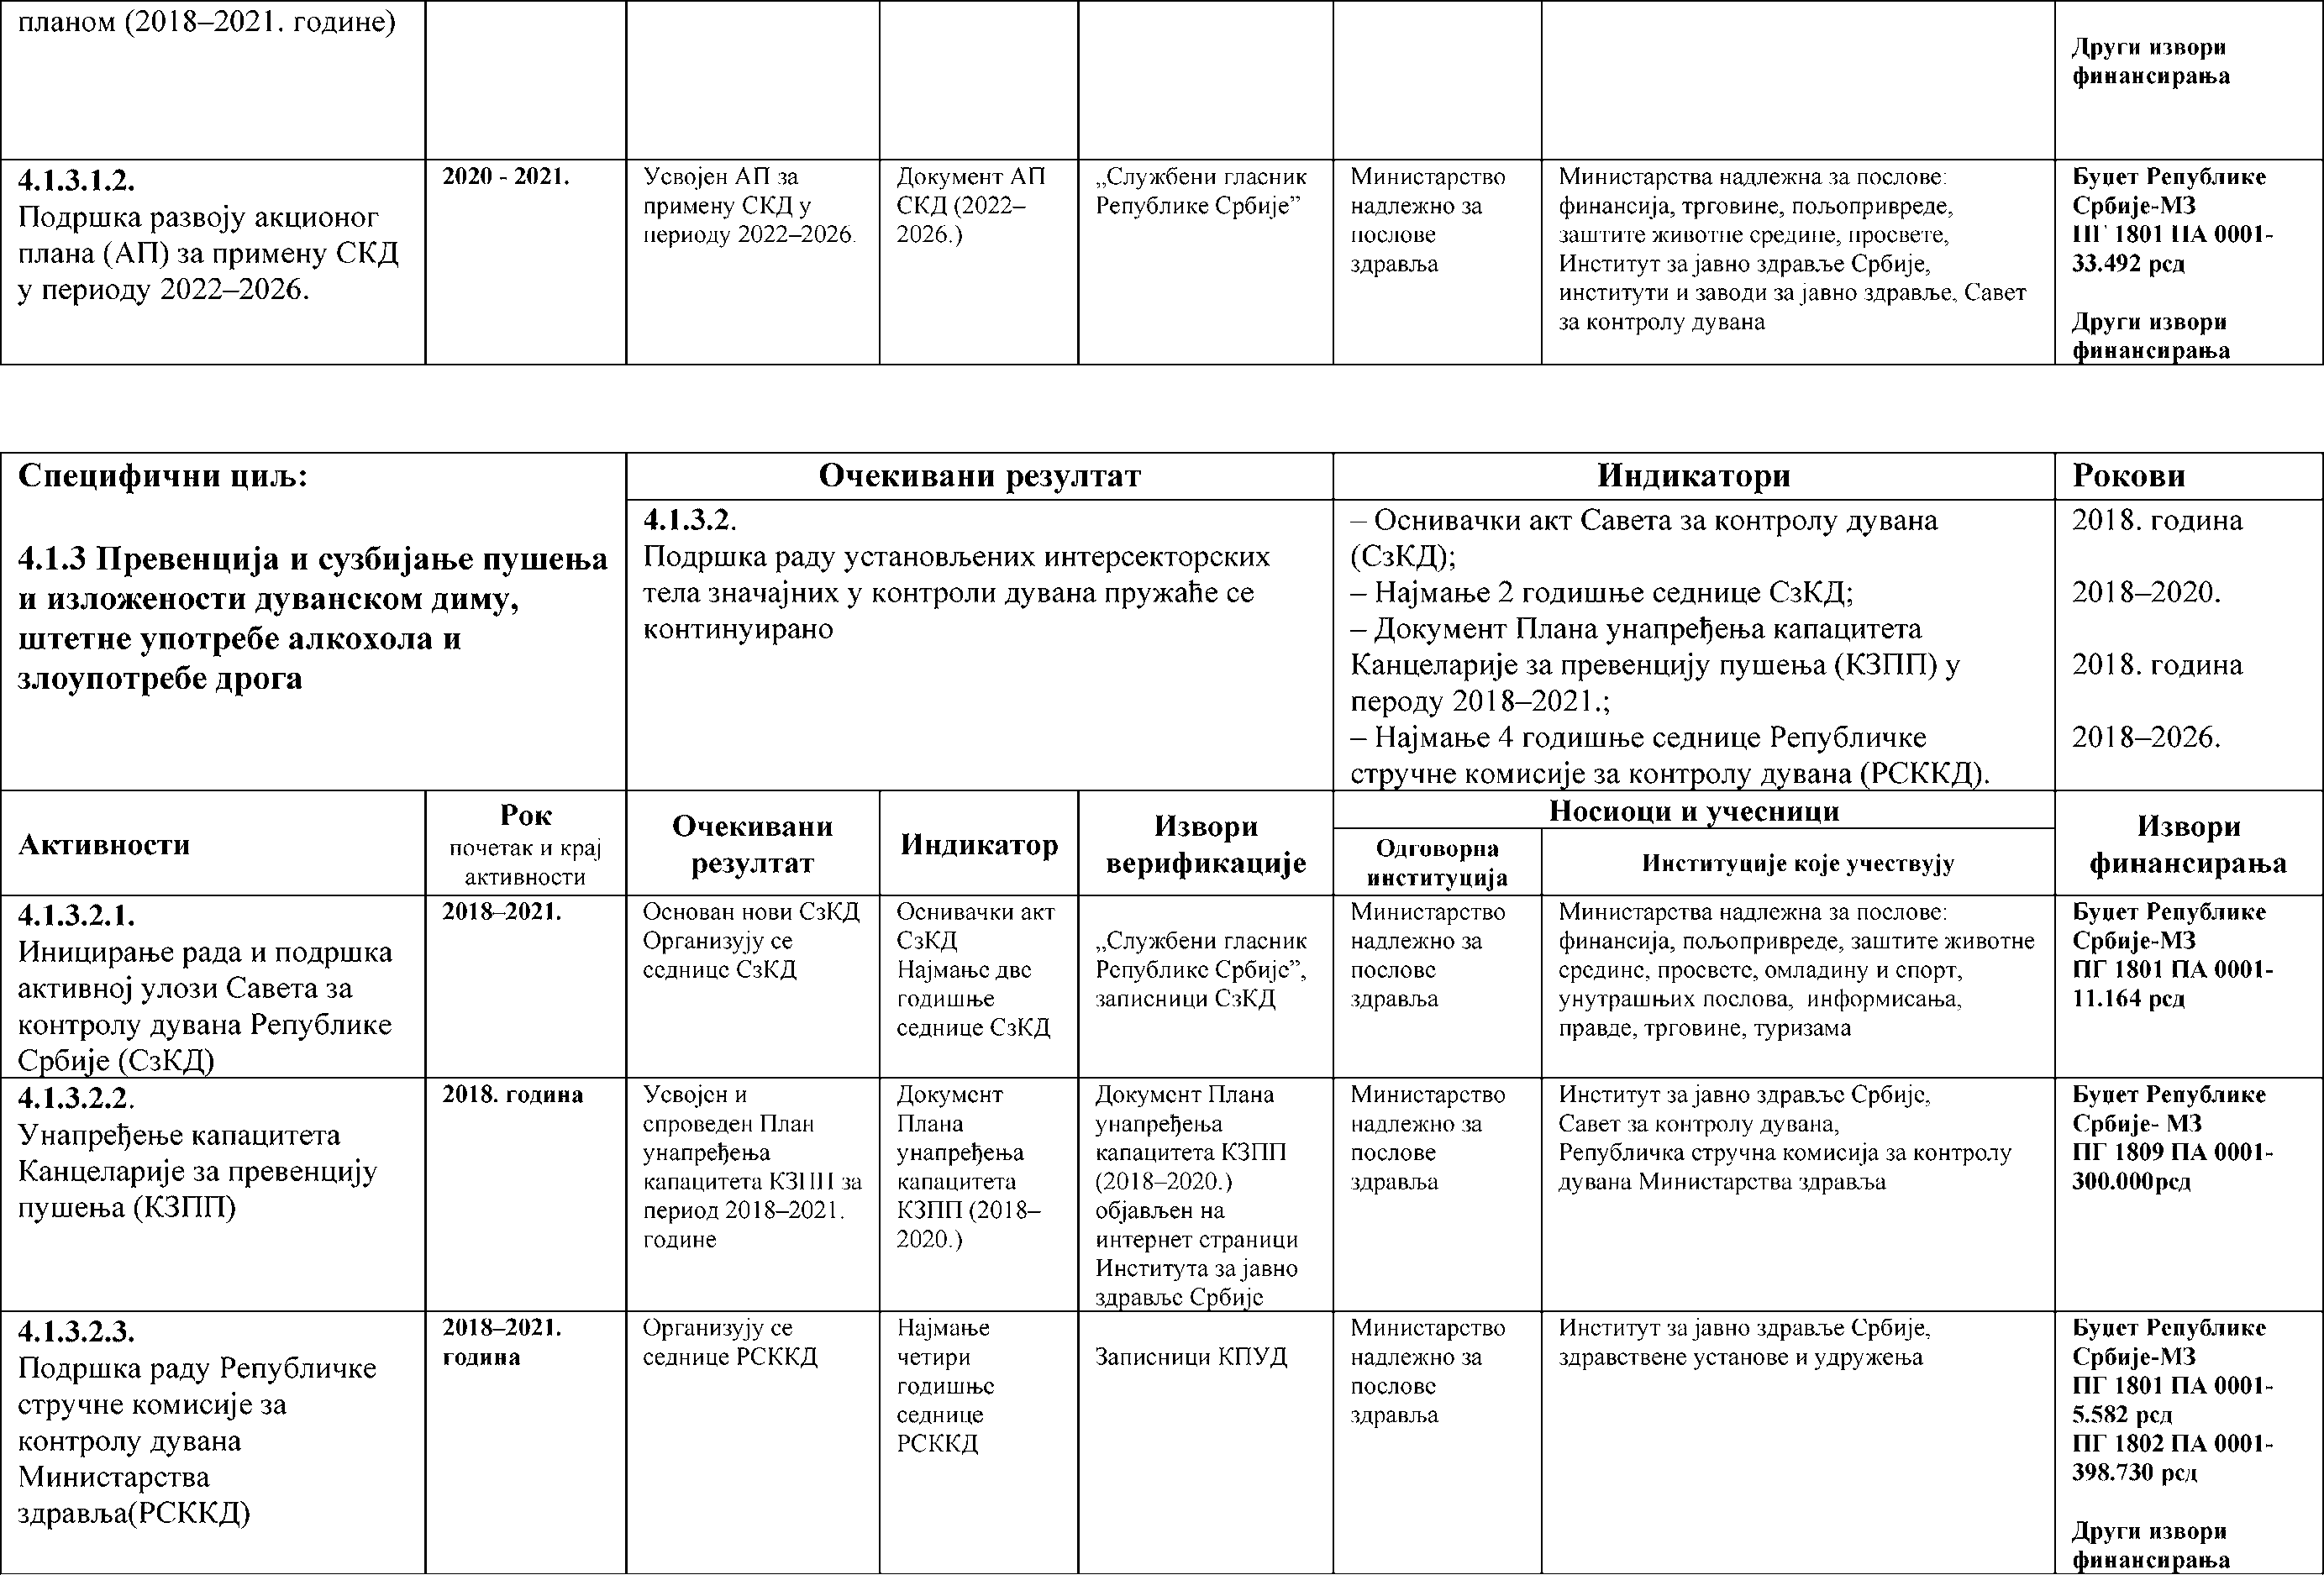 планом (2018–2021. године)
Други извори
финансирања
4.1.3.1.2.
Подршка развоју акционог
плана (АП) за примену СКД
у периоду 2022–2026.
2020 - 2021.
Усвојен АП за
примену СКД у
периоду 2022–2026.
Документ АП
СКД (2022–
2026.)
„Службени гласник
Републике Србије”
Министарство
надлежно за
послове
здравља
Министарства надлежна за послове:
финансија, трговине, пољопривреде,
заштите животне средине, просвете,
Институт за јавно здравље Србије,
институти и заводи за јавно здравље, Савет
за контролу дувана
Буџет Републике
Србије-МЗ
ПГ 1801 ПА 0001-
33.492 рсд
Други извори
финансирања
Специфични циљ:
4.1.3 Превенција и сузбијање пушења
и изложености дуванском диму,
штетне употребе алкохола и
злоупотребе дрога
Очекивани резултат
4.1.3.2.
Подршка раду установљених интерсекторских
тела значајних у контроли дувана пружаће се
континуирано
Индикатори
– Оснивачки акт Савета за контролу дувана
(СзКД);
– Најмање 2 годишње седнице СзКД;
– Документ Плана унапређења капацитета
Канцеларије за превенцију пушења (КЗПП) у
пероду 2018–2021.;
– Најмање 4 годишње седнице Републичке
стручне комисије за контролу дувана (РСККД).
Рокови
2018. година
2018–2020.
2018. година
2018–2026.
Активности
Рок
почетак и крај
активности
Очекивани
резултат
Индикатор
Извори
верификације
Носиоци и учесници
Одговорна
институција
Институције које учествују
Извори
финансирања
4.1.3.2.1.
Иницирање рада и подршка
активној улози Савета за
контролу дувана Републике
Србије (СзКД)
2018–2021.
Основан нови СзКД
Организују се
седнице СзКД
Оснивачки акт
СзКД
Најмање две
годишње
седнице СзКД
„Службени гласник
Републике Србије”,
записници СзКД
Министарство
надлежно за
послове
здравља
Министарства надлежна за послове:
финансија, пољопривреде, заштите животне
средине, просвете, омладину и спорт,
унутрашњих послова, информисања,
правде, трговине, туризама
Буџет Републике
Србије-МЗ
ПГ 1801 ПА 0001-
11.164 рсд
4.1.3.2.2.
Унапређење капацитета
Канцеларије за превенцију
пушења (КЗПП)
2018. година
Усвојен и
спроведен План
унапређења
капацитета КЗПП за
период 2018–2021.
године
Документ
Плана
унапређења
капацитета
КЗПП (2018–
2020.)
Документ Плана
унапређења
капацитета КЗПП
(2018–2020.)
објављен на
интернет страници
Института за јавно
здравље Србије
Министарство
надлежно за
послове
здравља
Институт за јавно здравље Србије,
Савет за контролу дувана,
Републичка стручна комисија за контролу
дувана Министарства здравља
Буџет Републике
Србије- МЗ
ПГ 1809 ПА 0001-
300.000рсд
4.1.3.2.3.
Подршка раду Републичке
стручне комисије за
контролу дувана
Министарства
здравља(РСККД)
2018–2021.
година
Организују се
седнице РСККД
Најмање
четири
годишње
седнице
РСККД
Записници КПУД
Министарство
надлежно за
послове
здравља
Институт за јавно здравље Србије,
здравствене установе и удружења
Буџет Републике
Србије-МЗ
ПГ 1801 ПА 0001-
5.582 рсд
ПГ 1802 ПА 0001-
398.730 рсд
Други извори
финансирања